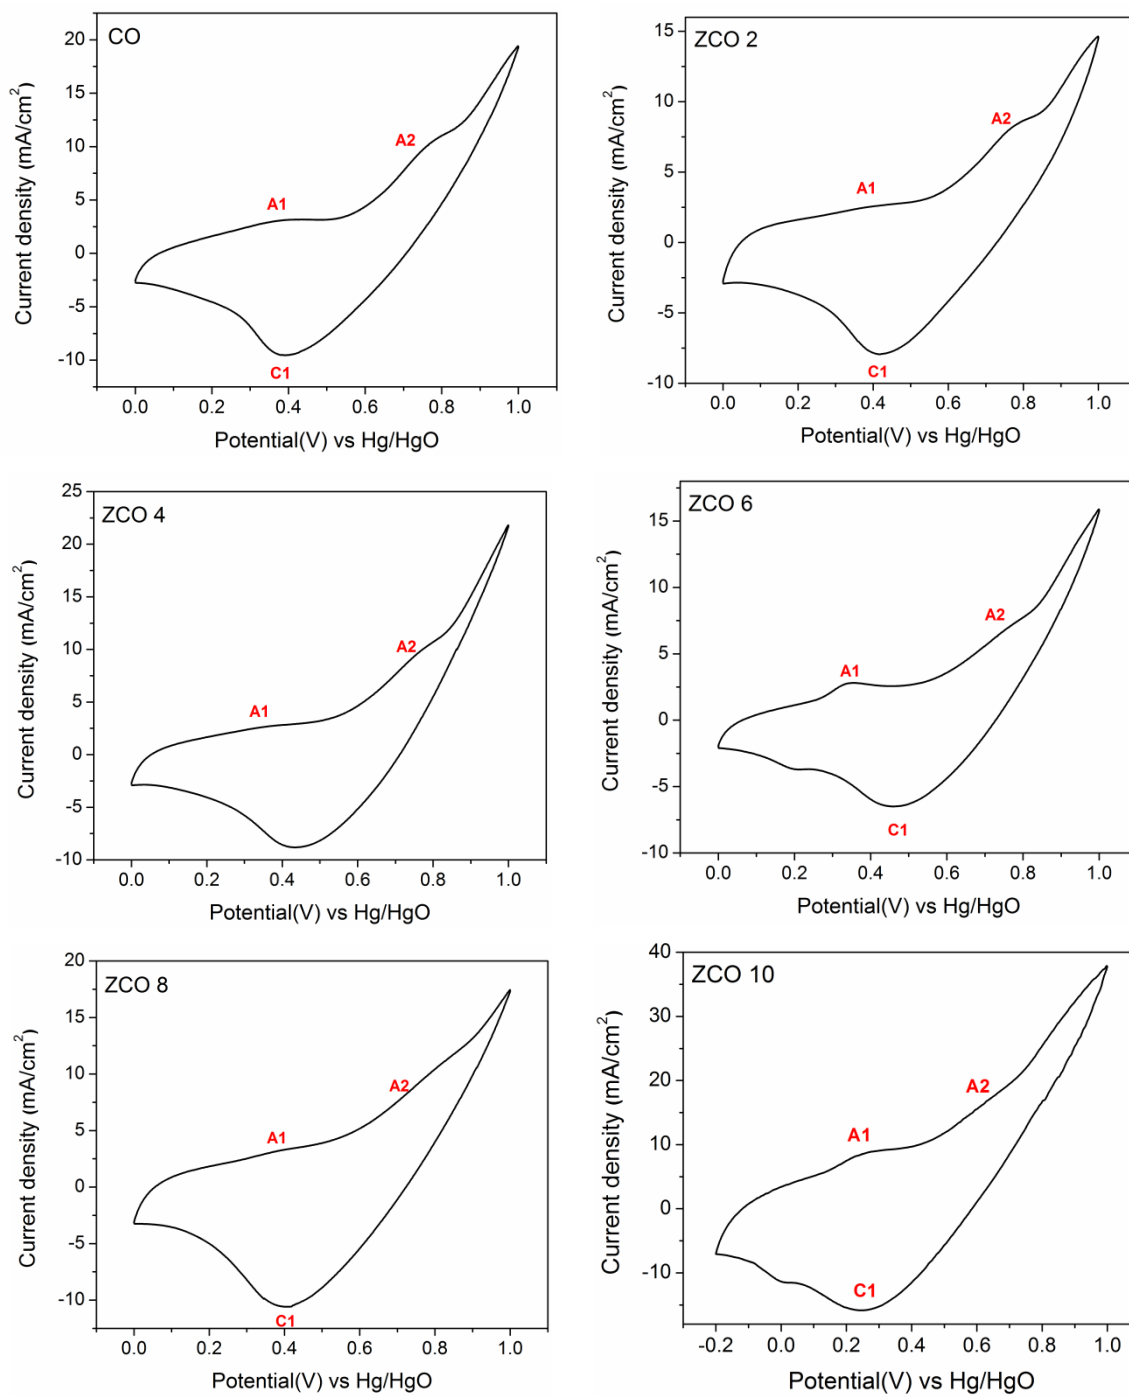 CO
20
15
10
5
0
-5
-10
Current density (mA/cm²)
A1
A2
C1
0.0 0.2 0.4 0.6 0.8 1.0
Potential(V) vs Hg/HgO
ZCO 2
15
10
5
0
-5
-10
Current density (mA/cm²)
A1
A2
C1
0.0 0.2 0.4 0.6 0.8 1.0
Potential(V) vs Hg/HgO
ZCO 4
25
20
15
10
5
0
-5
-10
Current density (mA/cm²)
A1
A2
0.0 0.2 0.4 0.6 0.8 1.0
Potential(V) vs Hg/HgO
ZCO 6
15
10
5
0
-5
-10
Current density (mA/cm²)
A1
A2
C1
0.0 0.2 0.4 0.6 0.8 1.0
Potential(V) vs Hg/HgO
ZCO 8
20
15
10
5
0
-5
-10
Current density (mA/cm²)
A1
A2
C1
0.0 0.2 0.4 0.6 0.8 1.0
Potential(V) vs Hg/HgO
ZCO 10
40
30
20
10
0
-10
Current density (mA/cm²)
A1
A2
C1
-0.2 0.0 0.2 0.4 0.6 0.8 1.0
Potential(V) vs Hg/HgO